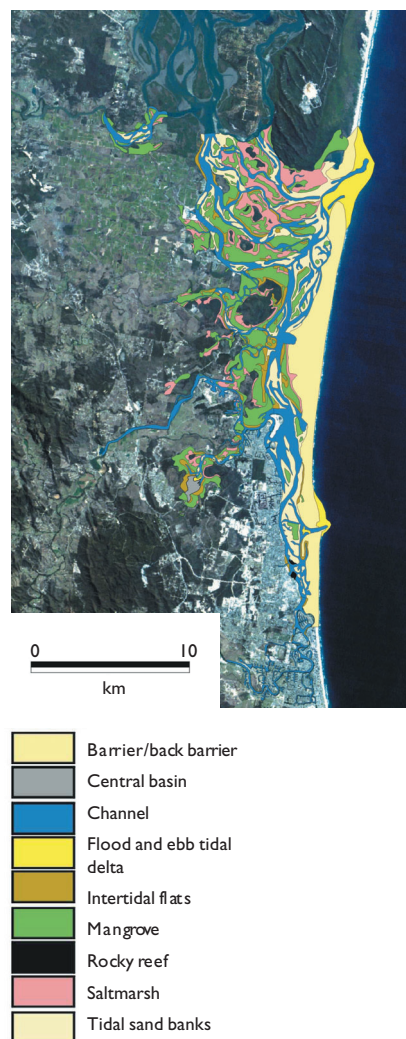 0 10
km
Barrier/back barrier
Central basin
Channel
Flood and ebb tidal
delta
Intertidal flats
Mangrove
Rocky reef
Saltmarsh
Tidal sand banks